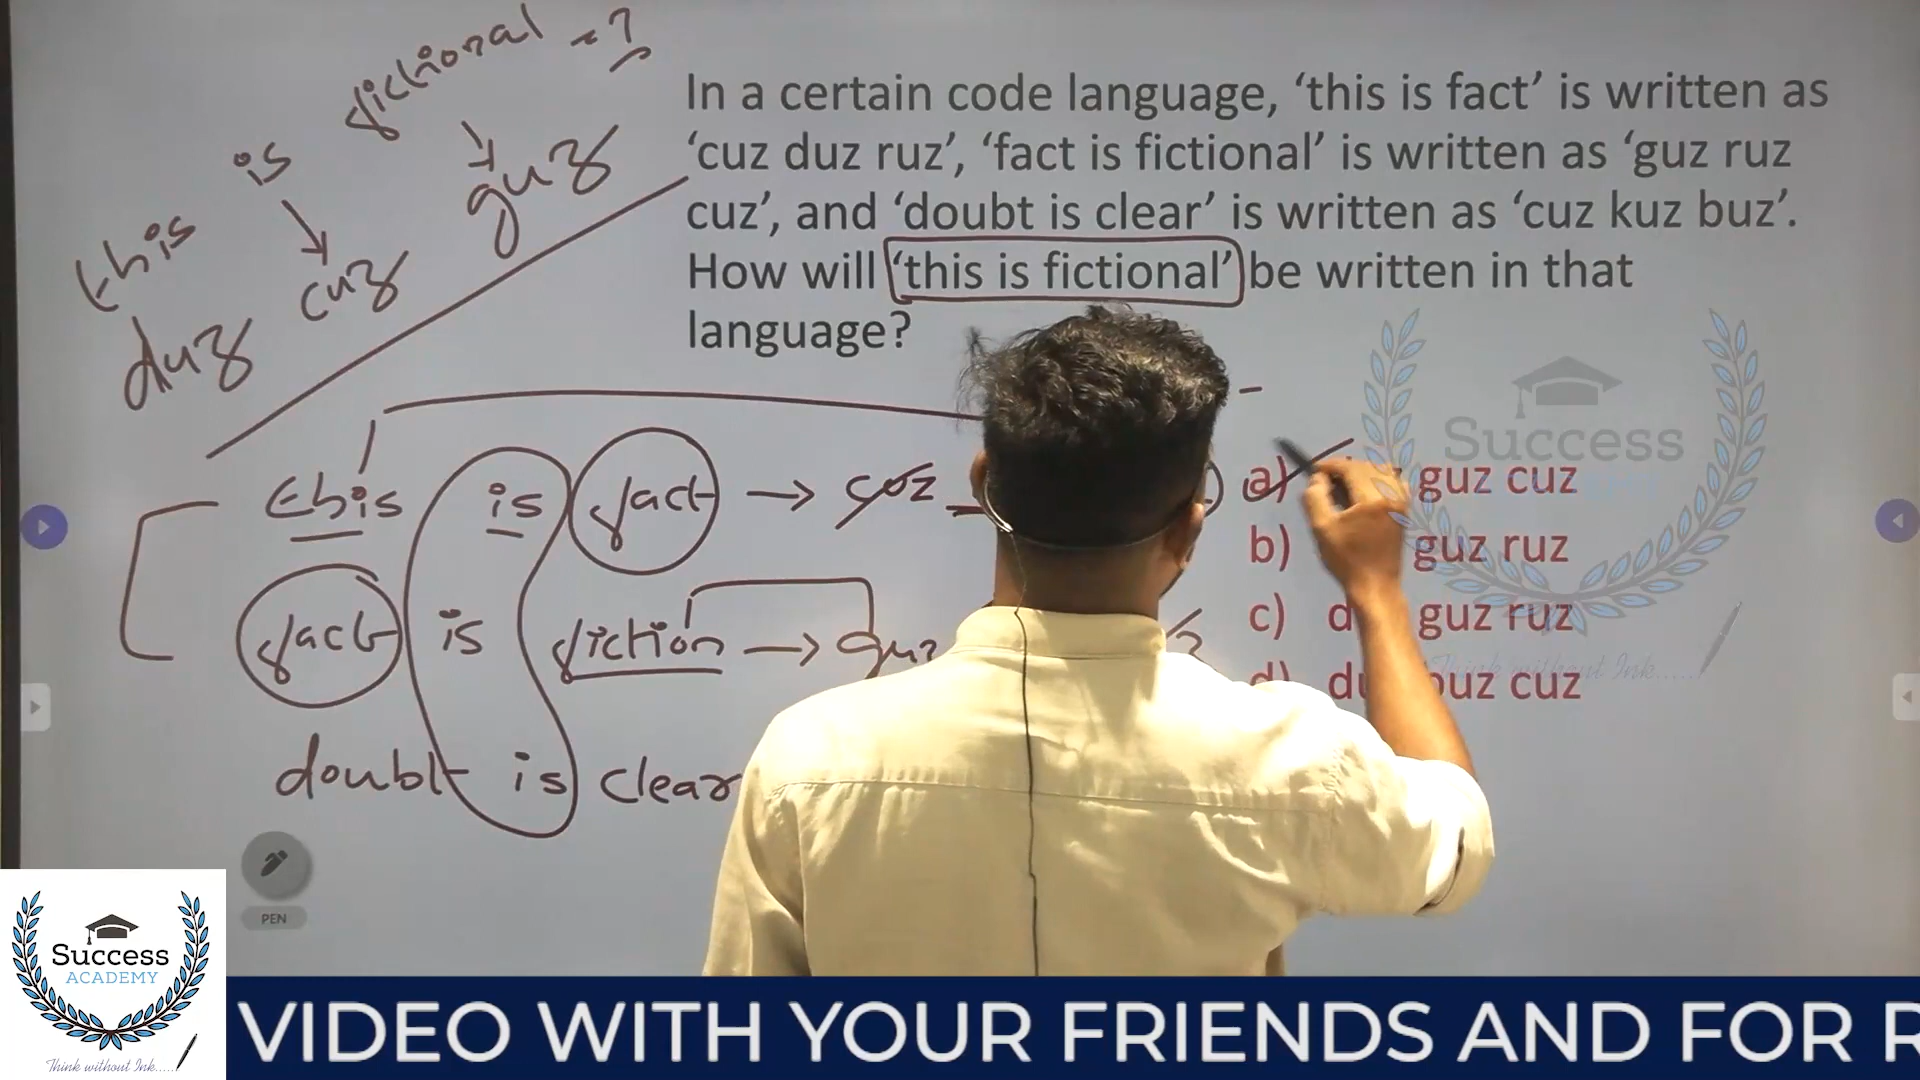 this is fictional = ?
duz cuz guz
In a certain code language, ‘this is fact’ is written as
‘cuz duz ruz’, ‘fact is fictional’ is written as ‘guz ruz
cuz’, and ‘doubt is clear’ is written as ‘cuz kuz buz’.
How will ‘this is fictional’ be written in that
language?
this is fact → cuz
fact is fiction → guz
doubt is clear
a) guz cuz
b) guz ruz
c) guz ruz
d) cuz
Success
Think without Ink.....
PEN
Success
ACADEMY
Think without Ink.....
VIDEO WITH YOUR FRIENDS AND FOR R